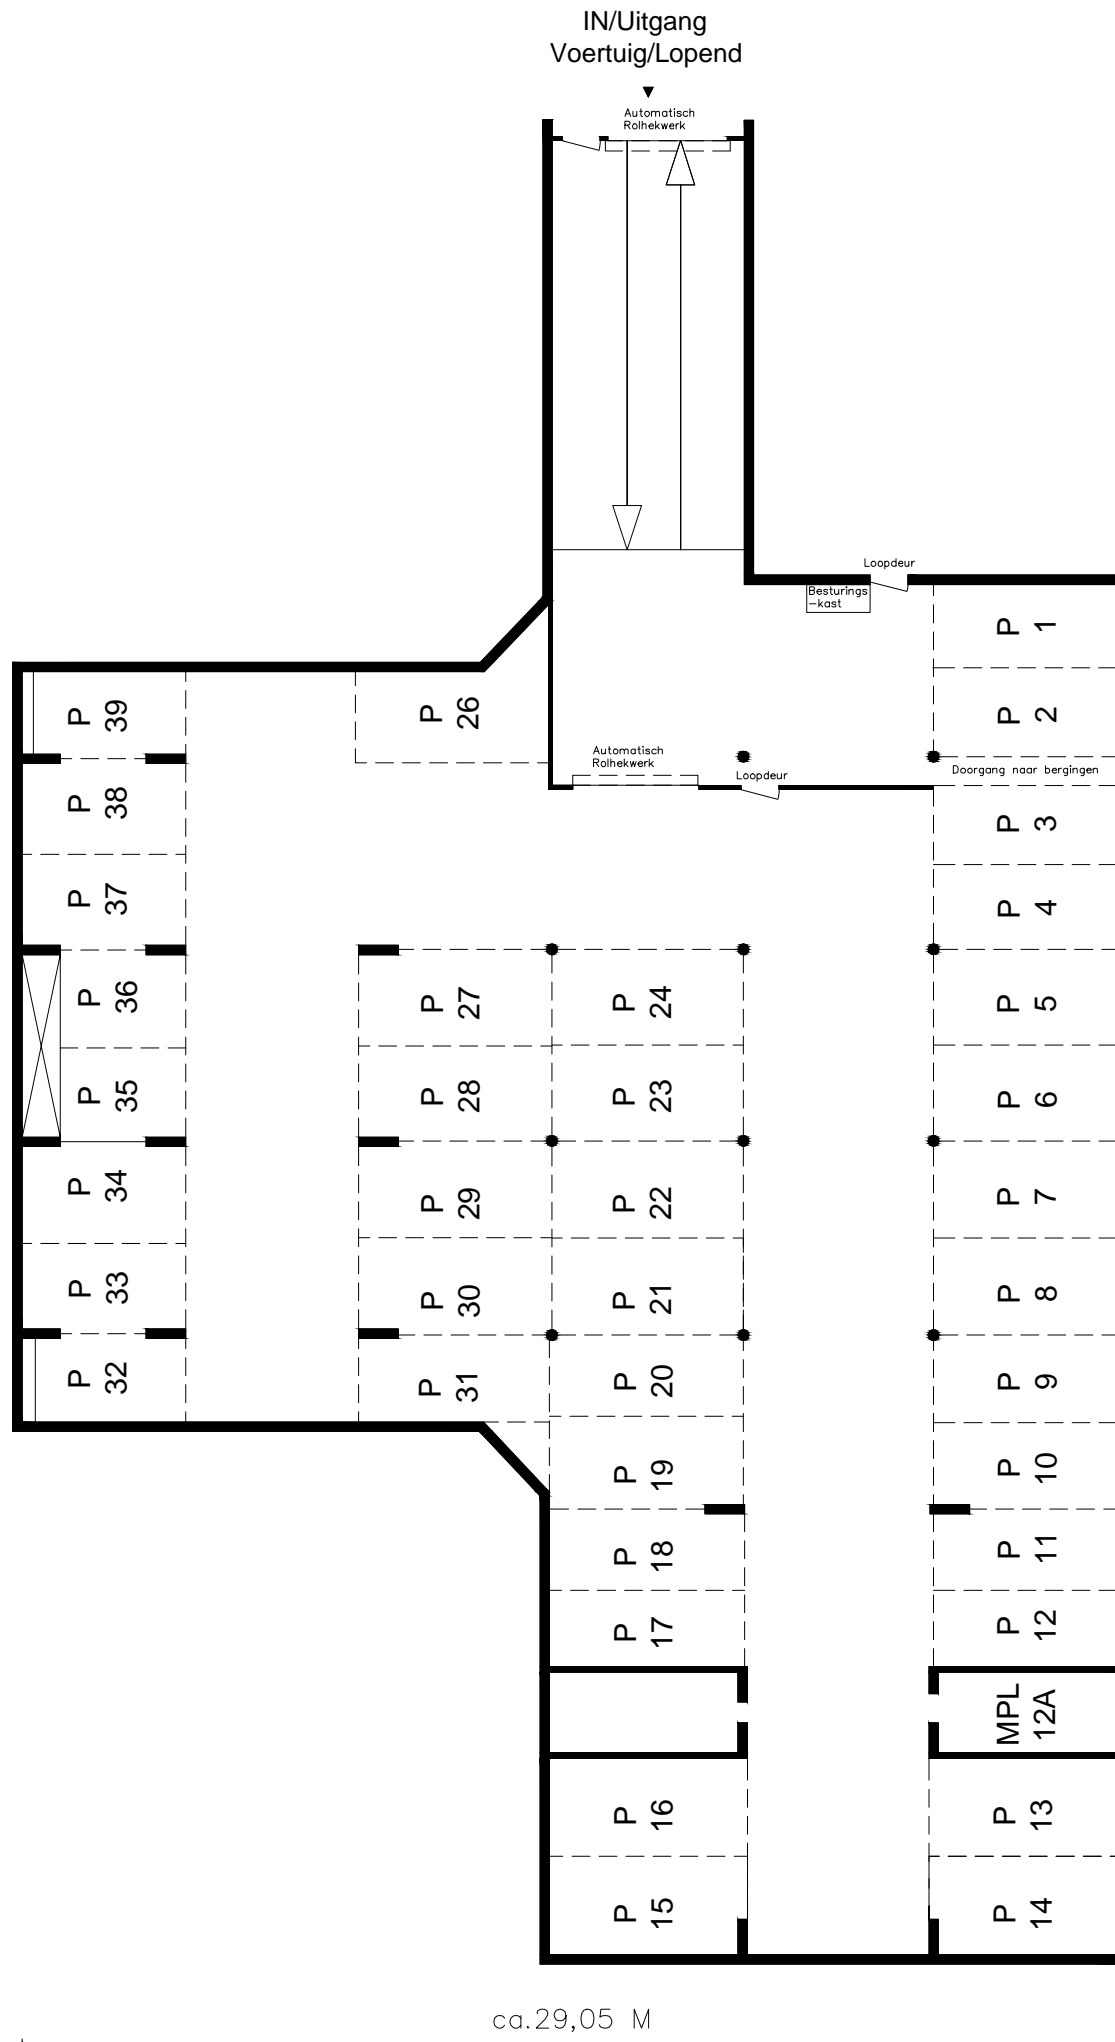 IN/Uitgang
Voertuig/Lopend
Automatisch
Rolhekwerk
Loopdeur
Besturings
-kast
P 1
P 2
Doorgang naar bergingen
P 39
P 26
Automatisch
Rolhekwerk
Loopdeur
P 38
P 3
P 37
P 4
P 36
P 27
P 24
P 5
P 35
P 28
P 23
P 6
P 34
P 29
P 22
P 7
P 33
P 30
P 21
P 8
P 32
P 31
P 20
P 9
P 19
P 10
P 18
P 11
P 17
P 12
MPL
12A
P 16
P 13
P 15
P 14
ca.29,05 M